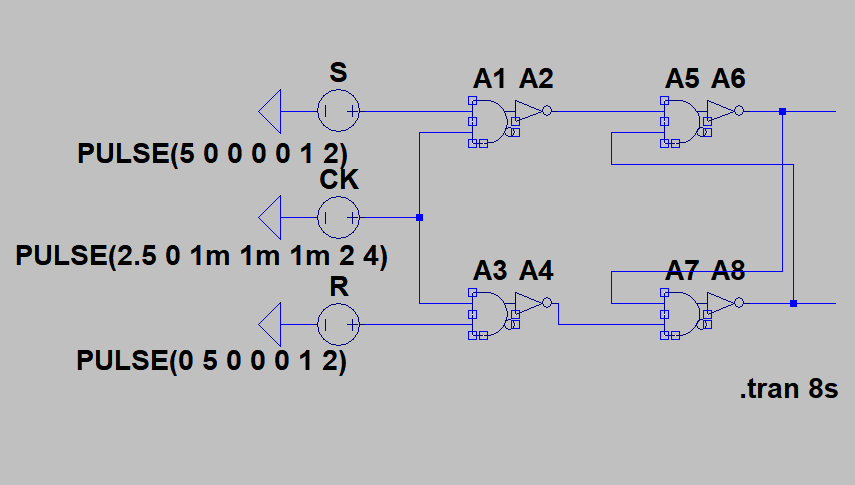 S
A1 A2
A5 A6
PULSE(5 0 0 0 0 1 2)
CK
PULSE(2.5 0 1m 1m 1m 2 4)
A3 A4
A7 A8
R
PULSE(0 5 0 0 0 1 2)
.tran 8s